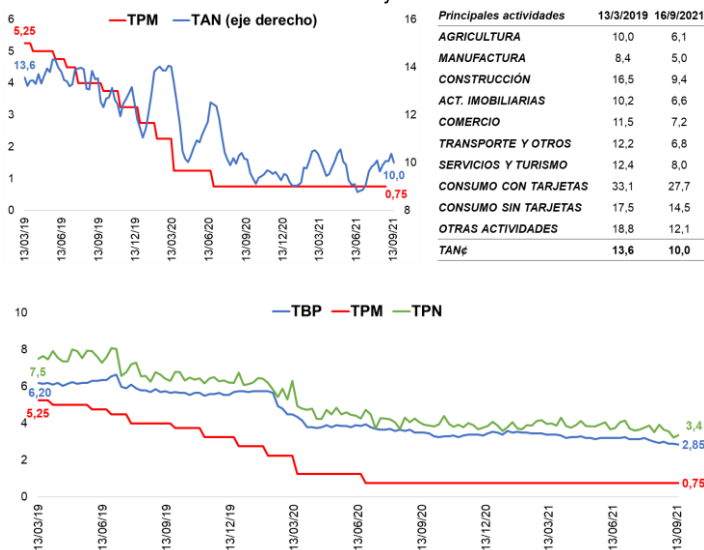 TPM TAN (eje derecho)
6 16
5,25
5 14
13,6
4
3 12
2
10
1 10,0
0,75
0 8
13/03/19 13/06/19 13/09/19 13/12/19 13/03/20 13/06/20 13/09/20 13/12/20 13/03/21 13/06/21 13/09/21
Principales actividades 13/3/2019 16/9/2021
AGRICULTURA 10,0 6,1
MANUFACTURA 8,4 5,0
CONSTRUCCIÓN 16,5 9,4
ACT. IMOBILIARIAS 10,2 6,6
COMERCIO 11,5 7,2
TRANSPORTE Y OTROS 12,2 6,8
SERVICIOS Y TURISMO 12,4 8,0
CONSUMO CON TARJETAS 33,1 27,7
CONSUMO SIN TARJETAS 17,5 14,5
OTRAS ACTIVIDADES 18,8 12,1
TAN¢ 13,6 10,0
TBP TPM TPN
10
8
7,5
6
6,20
5,25
4
3,4
2,85
2
0,75
0
13/03/19 13/06/19 13/09/19 13/12/19 13/03/20 13/06/20 13/09/20 13/12/20 13/03/21 13/06/21 13/09/21